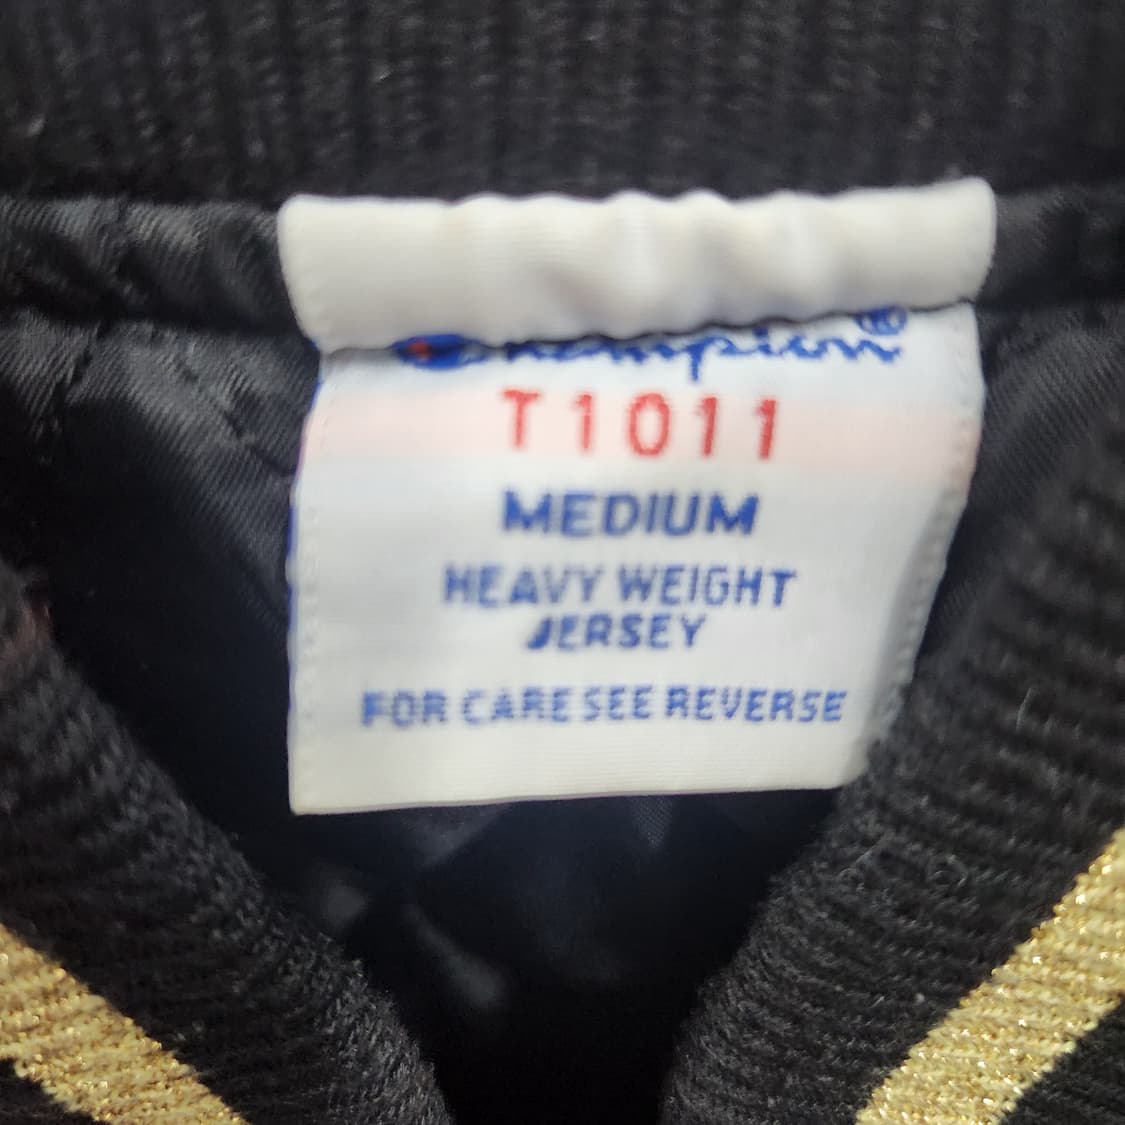 Champion®
T1011
MEDIUM
HEAVY WEIGHT
JERSEY
FOR CARE SEE REVERSE